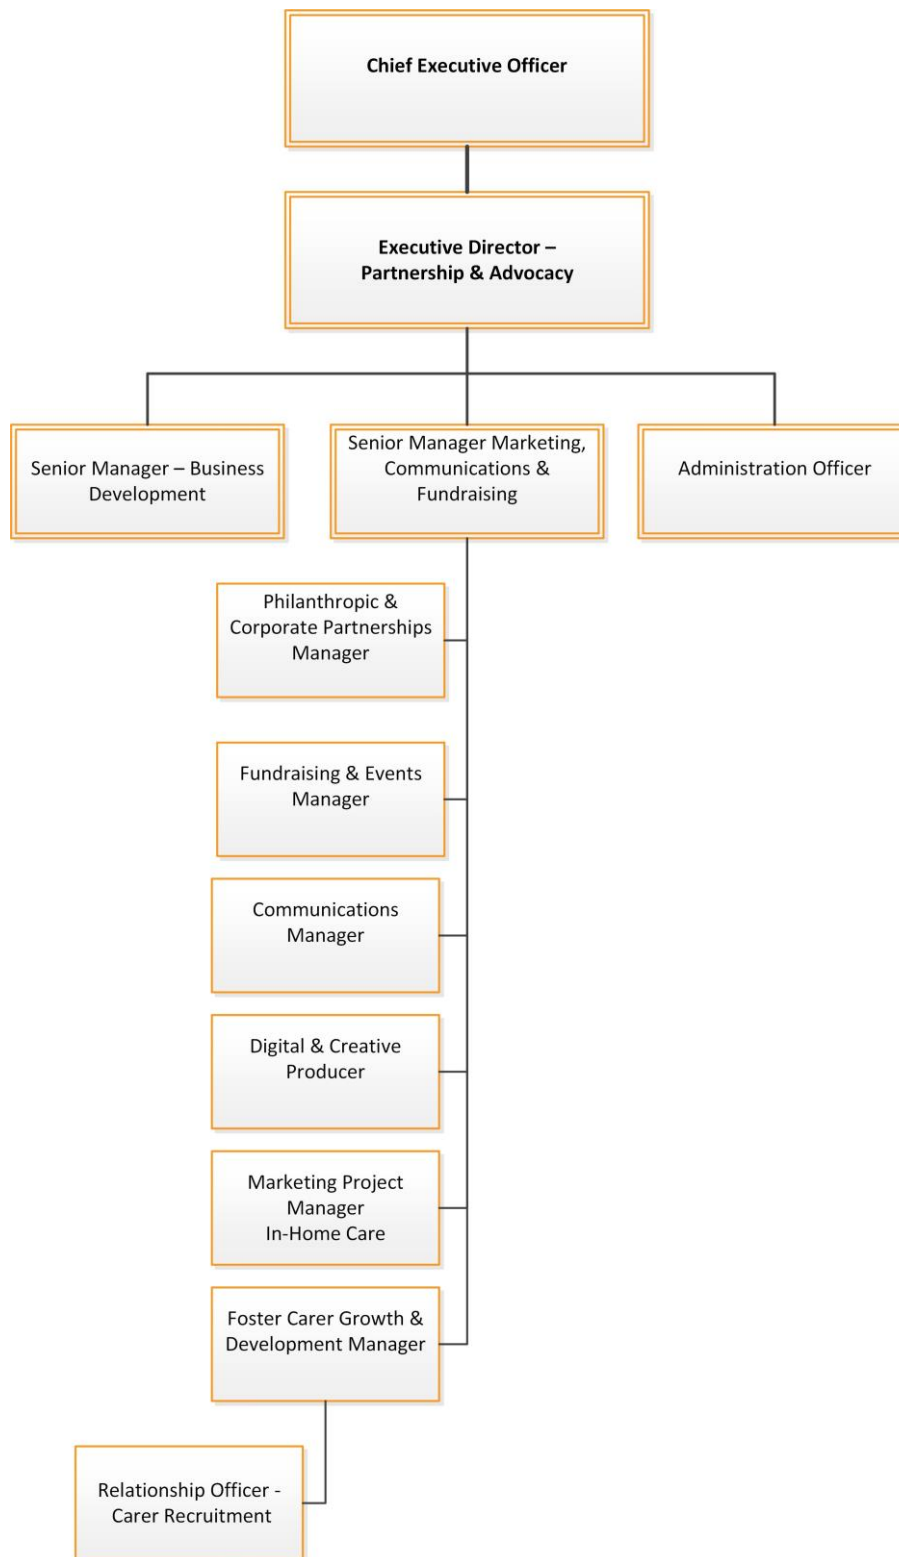 Chief Executive Officer
Executive Director –
Partnership & Advocacy
Senior Manager – Business
Development
Senior Manager Marketing,
Communications &
Fundraising
Administration Officer
Philanthropic &
Corporate Partnerships
Manager
Fundraising & Events
Manager
Communications
Manager
Digital & Creative
Producer
Marketing Project
Manager
In-Home Care
Foster Carer Growth &
Development Manager
Relationship Officer -
Carer Recruitment